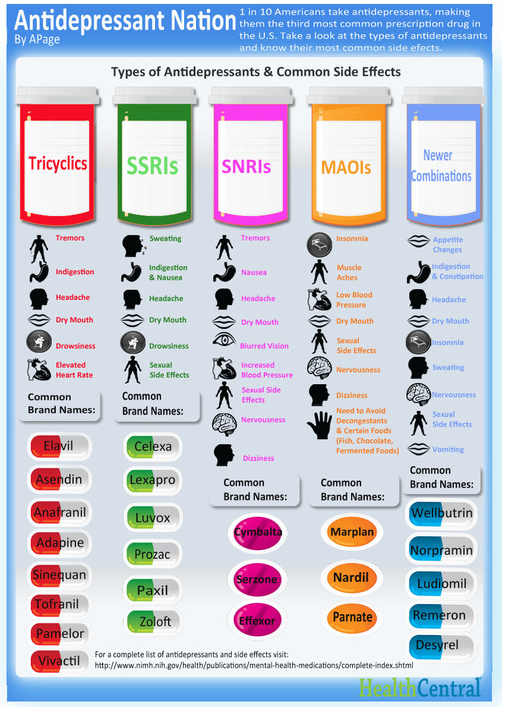 Antidepressant Nation
By APage
1 in 10 Americans take antidepressants, making
them the third most common prescription drug in
the U.S. Take a look at the types of antidepressants
and know their most common side efects.
Types of Antidepressants & Common Side Effects
Tricyclics
Tremors
Indigestion
Headache
Dry Mouth
Drowsiness
Elevated
Heart Rate
Common
Brand Names:
Elavil
Asendin
Anafranil
Adapine
Sinequan
Tofranil
Pamelor
Vivactil
SSRIs
Sweating
Indigestion
& Nausea
Headache
Dry Mouth
Drowsiness
Sexual
Side Effects
Common
Brand Names:
Celexa
Lexapro
Luvox
Prozac
Paxil
Zoloft
SNRIs
Tremors
Nausea
Headache
Dry Mouth
Blurred Vision
Increased
Blood Pressure
Sexual Side
Effects
Nervousness
Dizziness
Common
Brand Names:
Cymbalta
Serzone
Effexor
MAOIs
Insomnia
Muscle
Aches
Low Blood
Pressure
Dry Mouth
Sexual
Side Effects
Nervousness
Dizziness
Need to Avoid
Decongestants
& Certain Foods
(Fish, Chocolate,
Fermented Foods)
Common
Brand Names:
Marplan
Nardil
Parnate
Newer
Combinations
Appetite
Changes
Indigestion
& Constipation
Headache
Dry Mouth
Insomnia
Sweating
Nervousness
Sexual
Side Effects
Vomiting
Common
Brand Names:
Wellbutrin
Norpramin
Ludiomil
Remeron
Desyrel
For a complete list of antidepressants and side effects visit:
http://www.nimh.nih.gov/health/publications/mental-health-medications/complete-index.shtml
HealthCentral